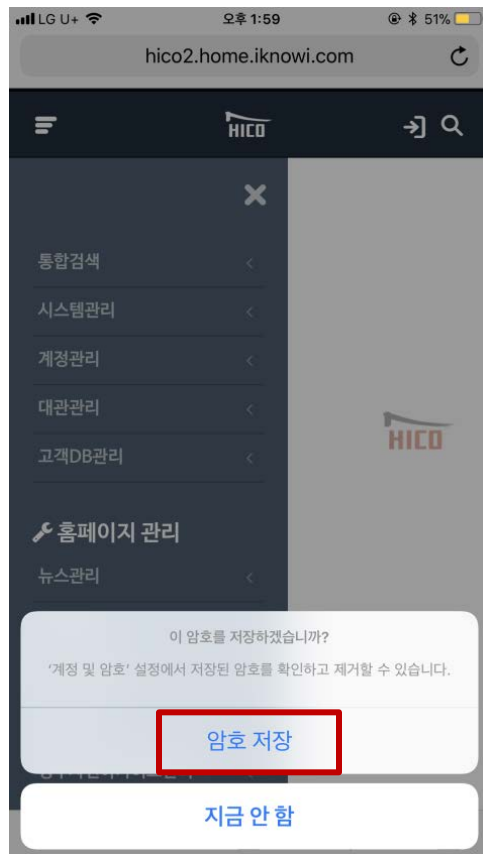 LG U+ 오후 1:59 51%
hico2.home.iknowi.com
HICO
통합검색
시스템관리
계정관리
대관관리
고객DB관리
HICO
홈페이지 관리
뉴스관리
이 암호를 저장하겠습니까?
'계정 및 암호' 설정에서 저장된 암호를 확인하고 제거할 수 있습니다.
암호 저장
지금 안 함